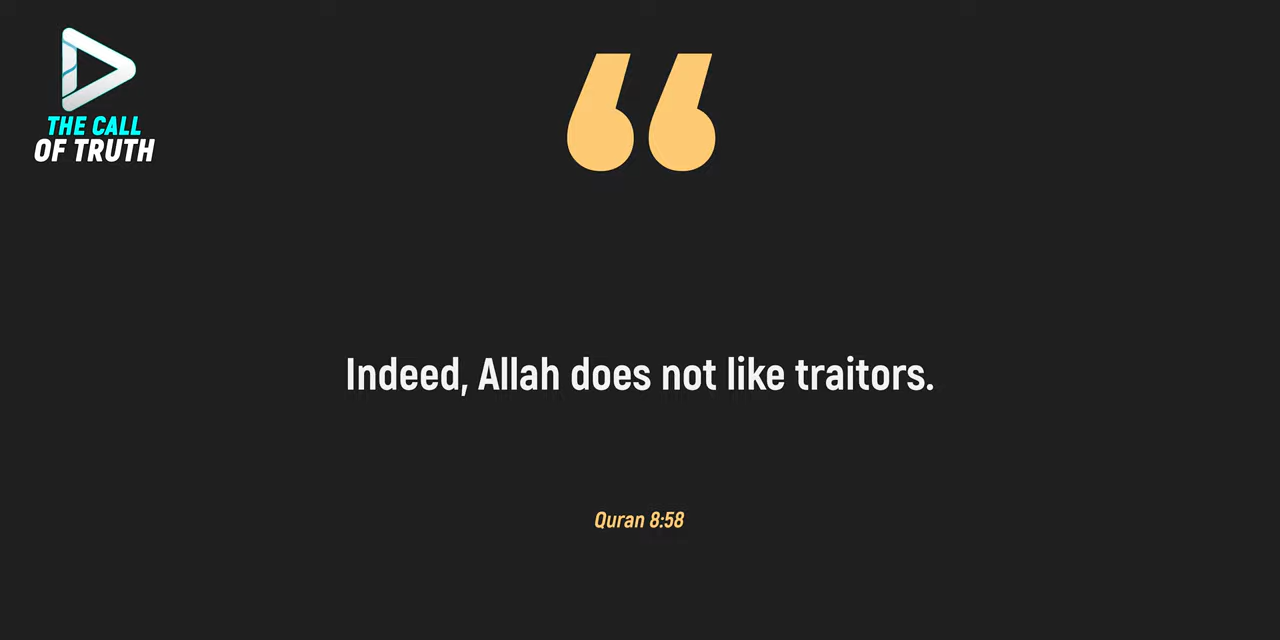 THE CALL
OF TRUTH
“
Indeed, Allah does not like traitors.
Quran 8:58